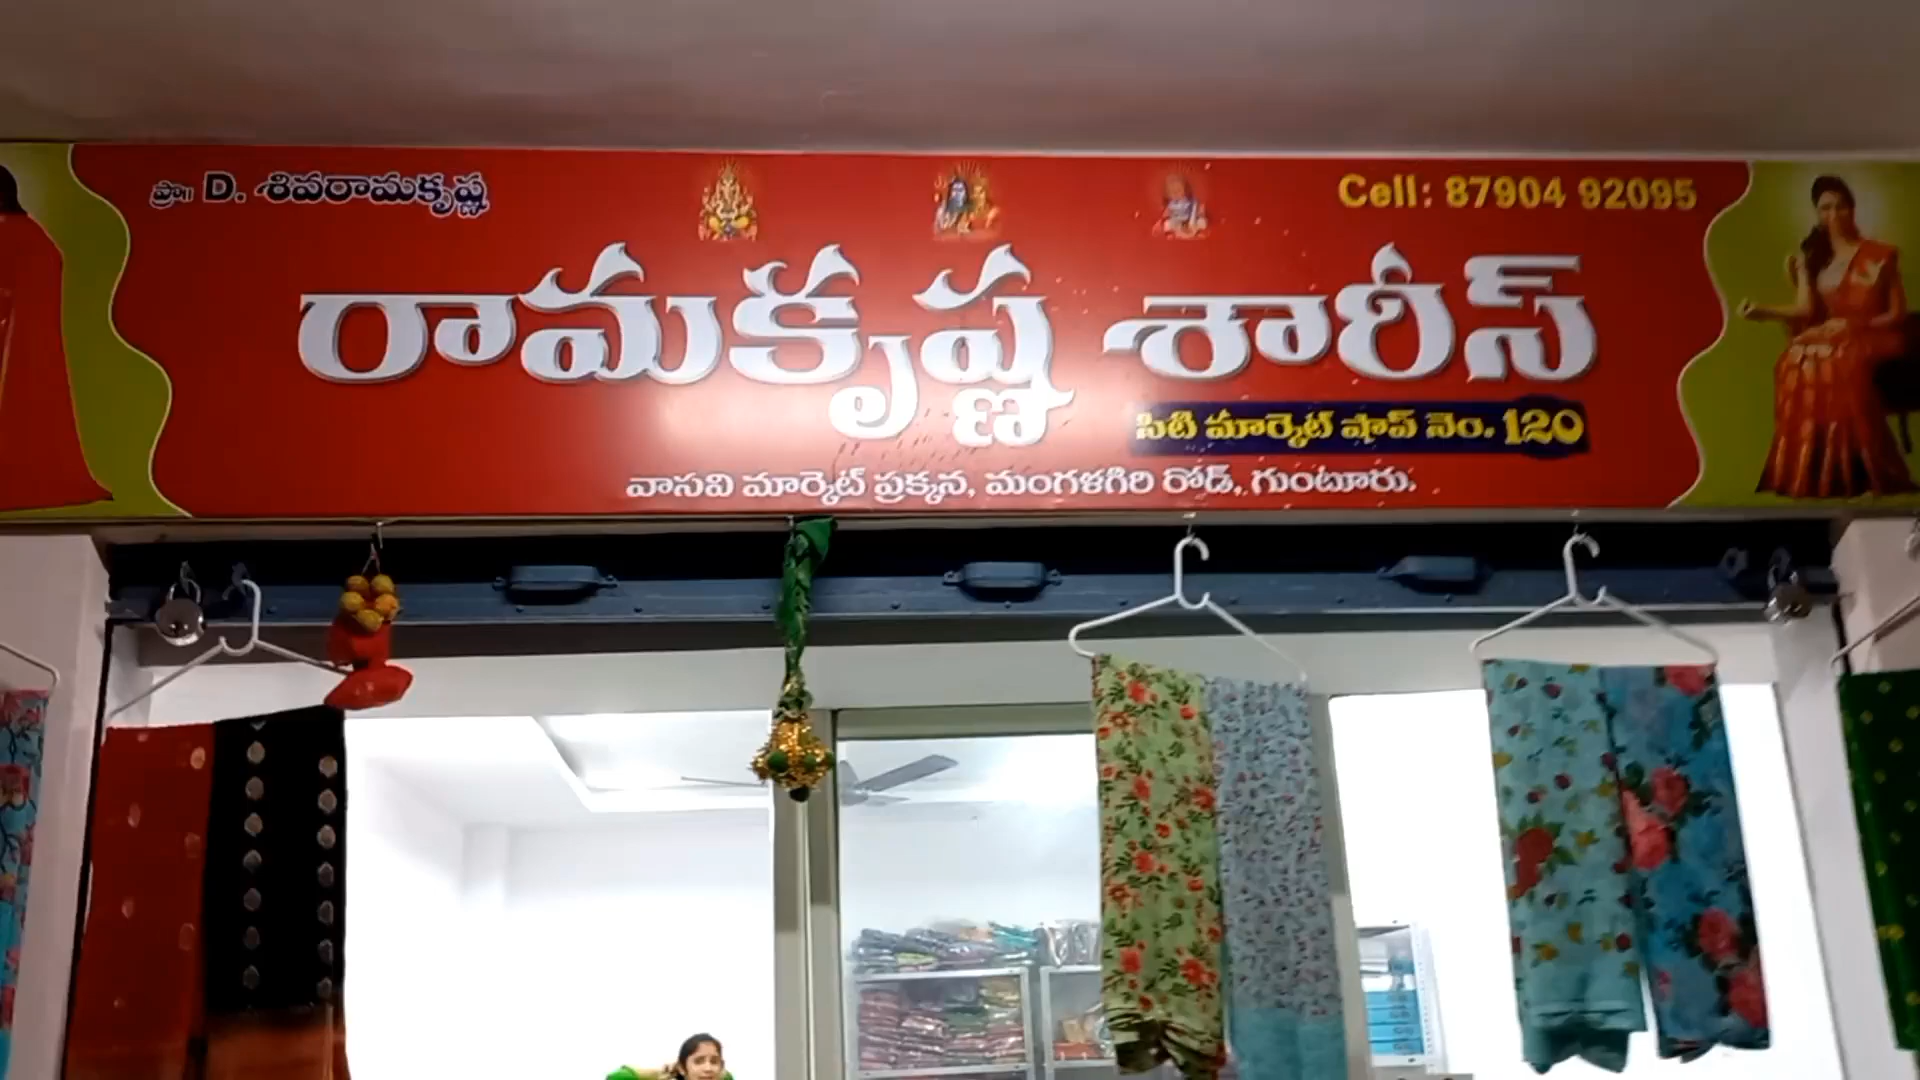 ప్రొ॥ D. శివరామకృష్ణ
Cell: 87904 92095
రామకృష్ణ శారీస్
సిటి మార్కెట్ షాప్ నెం. 120
వాసవి మార్కెట్ ప్రక్కన, మంగళగిరి రోడ్, గుంటూరు.